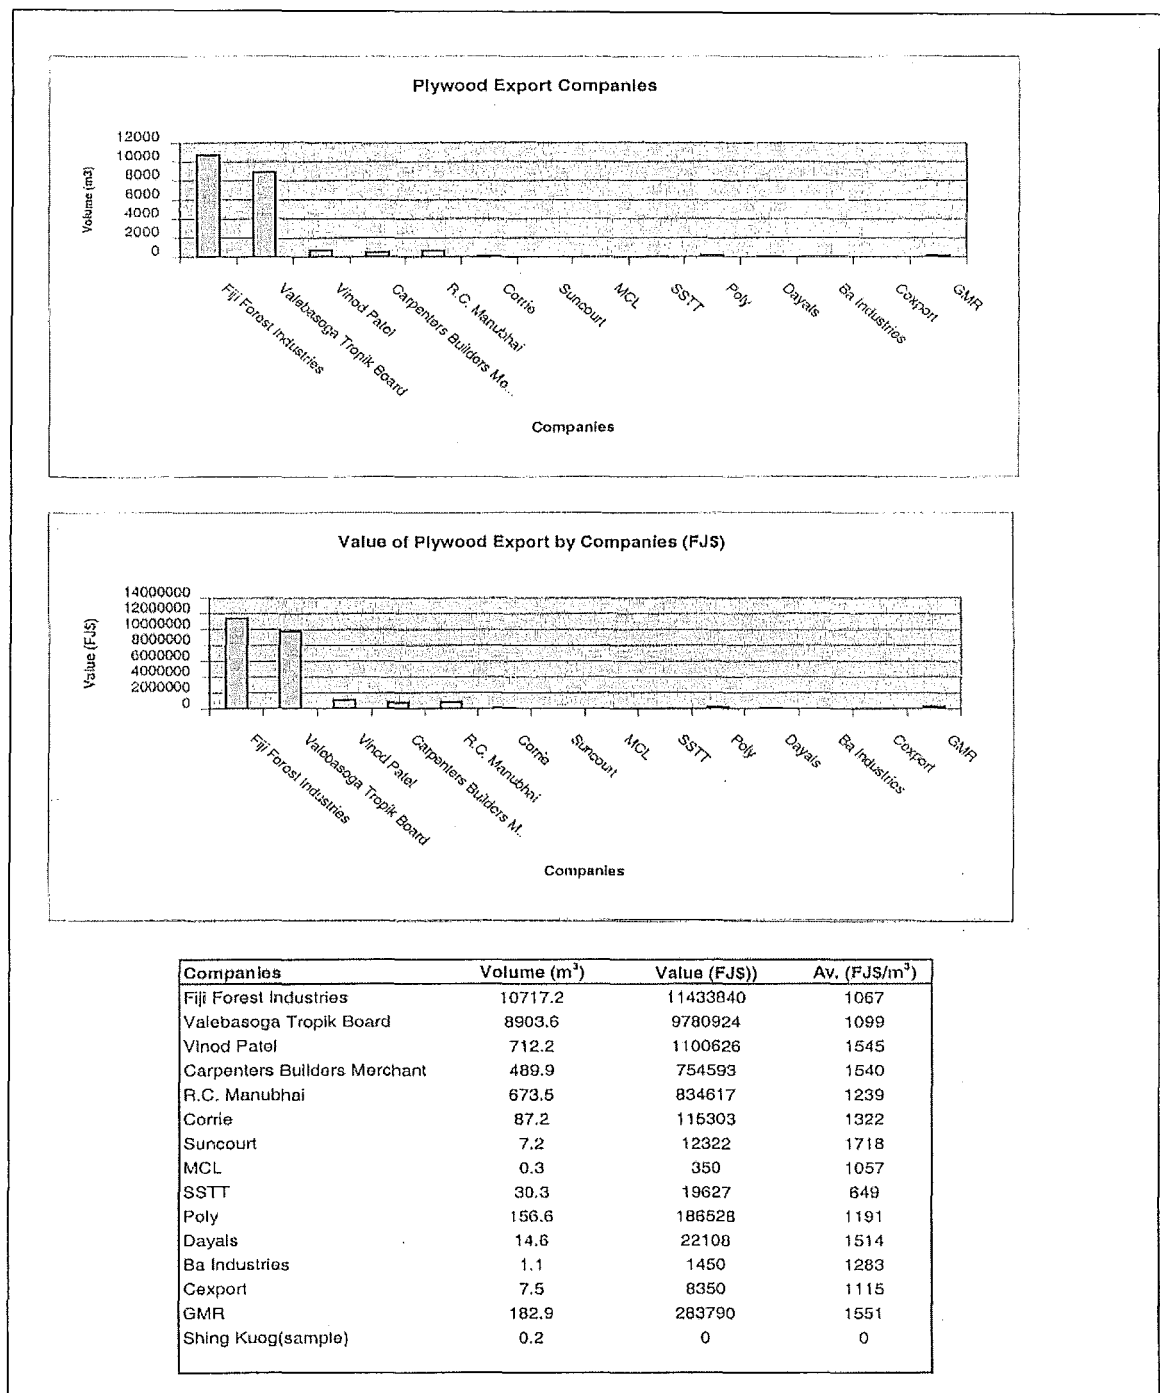 Plywood Export Companies
12000
10000
8000
6000
4000
2000
0
Volume (m3)
Fiji Forest Industries
Valebasoga Tropik Board
Vinod Patel
Carpenters Builders Me...
R.C. Manubhai
Corrie
Suncourt
MCL
SSTT
Poly
Dayals
Ba Industries
Coxport
GMR
Companies
Value of Plywood Export by Companies (FJ$)
14000000
12000000
10000000
8000000
6000000
4000000
2000000
0
Value (FJ$)
Fiji Forest Industries
Valebasoga Tropik Board
Vinod Patel
Carpenters Builders M..
R.C. Manubhai
Corrie
Suncourt
MCL
SSTT
Poly
Dayals
Ba Industries
Coxport
GMR
Companies
Companies Volume (m³) Value (FJ$)) Av. (FJ$/m³)
Fiji Forest Industries 10717.2 11433840 1067
Valebasoga Tropik Board 8903.6 9780924 1099
Vinod Patel 712.2 1100626 1545
Carpenters Builders Merchant 489.9 754593 1540
R.C. Manubhai 673.5 834617 1239
Corrie 87.2 115303 1322
Suncourt 7.2 12322 1718
MCL 0.3 350 1057
SSTT 30.3 19627 649
Poly 156.6 186528 1191
Dayals 14.6 22108 1514
Ba Industries 1.1 1450 1283
Cexport 7.5 8350 1115
GMR 182.9 283790 1551
Shing Kuog(sample) 0.2 0 0